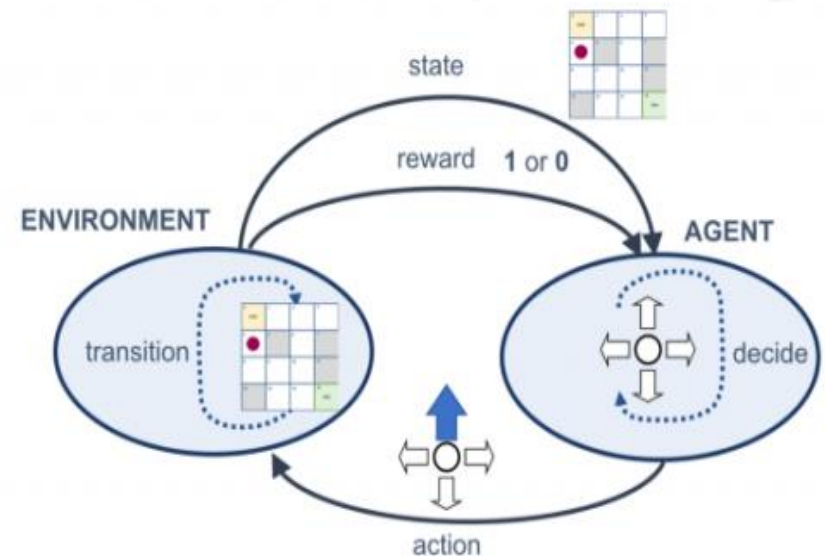 state
reward 1 or 0
ENVIRONMENT
AGENT
transition
decide
action